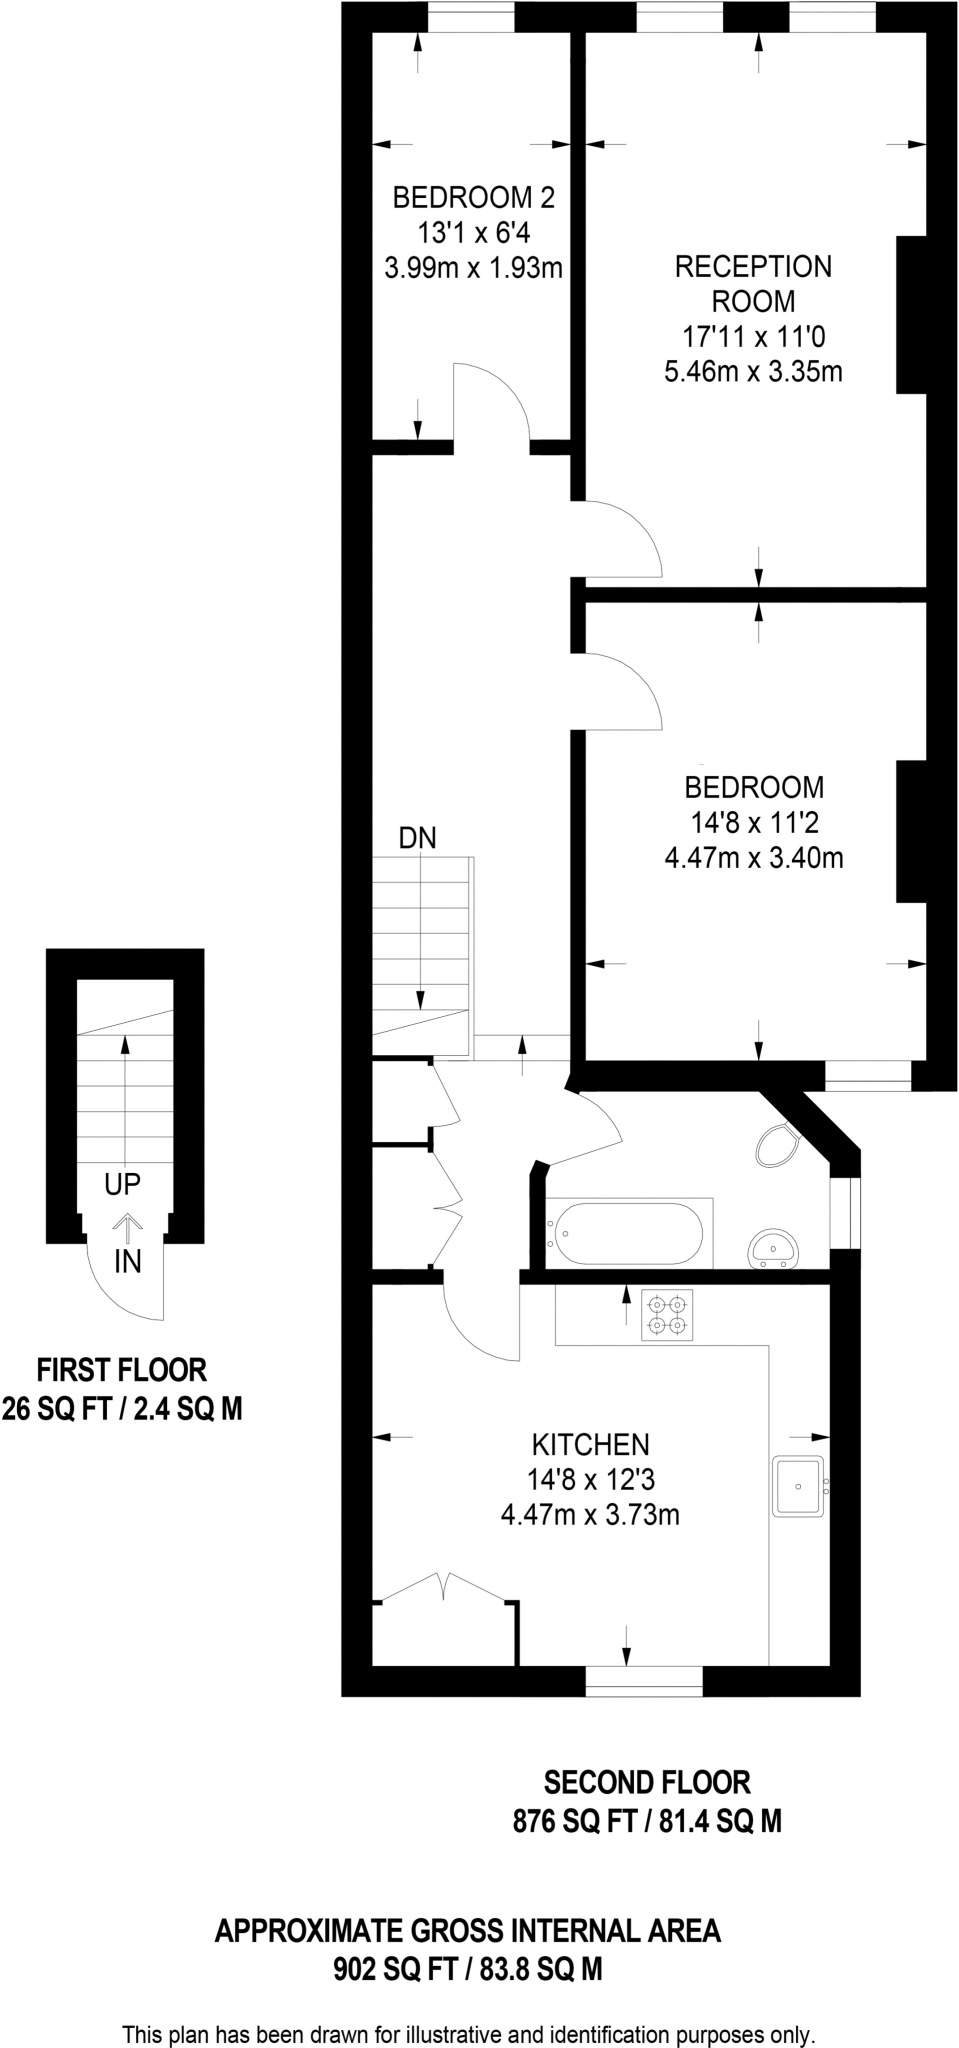 BEDROOM 2
13'1 x 6'4
3.99m x 1.93m
RECEPTION
ROOM
17'11 x 11'0
5.46m x 3.35m
BEDROOM
14'8 x 11'2
4.47m x 3.40m
DN
UP
IN
FIRST FLOOR
26 SQ FT / 2.4 SQ M
KITCHEN
14'8 x 12'3
4.47m x 3.73m
SECOND FLOOR
876 SQ FT / 81.4 SQ M
APPROXIMATE GROSS INTERNAL AREA
902 SQ FT / 83.8 SQ M
This plan has been drawn for illustrative and identification purposes only.